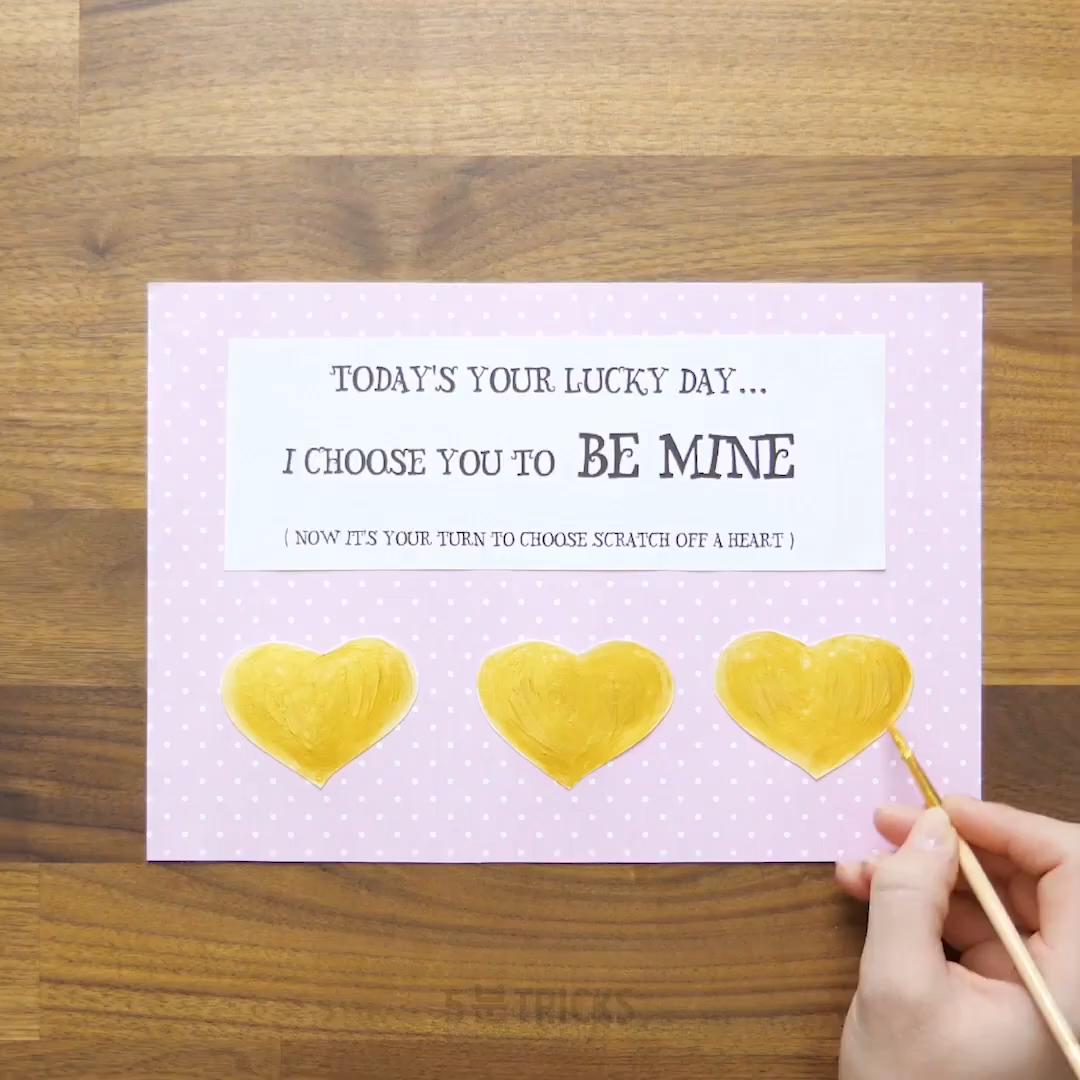 TODAY'S YOUR LUCKY DAY...
I CHOOSE YOU TO BE MINE
( NOW IT'S YOUR TURN TO CHOOSE SCRATCH OFF A HEART )
5분 TRICKS